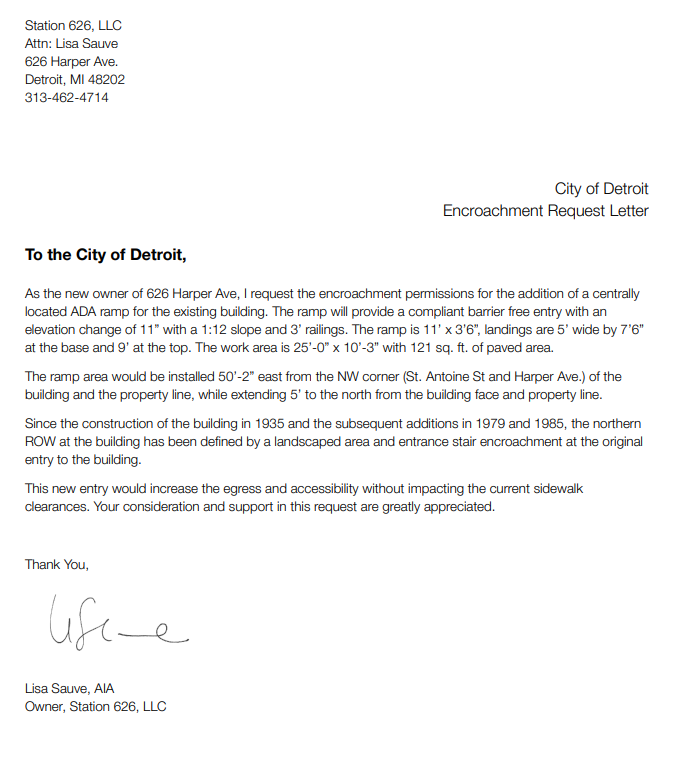 Station 626, LLC
Attn: Lisa Sauve
626 Harper Ave.
Detroit, MI 48202
313-462-4714
City of Detroit
Encroachment Request Letter
To the City of Detroit,
As the new owner of 626 Harper Ave, I request the encroachment permissions for the addition of a centrally
located ADA ramp for the existing building. The ramp will provide a compliant barrier free entry with an
elevation change of 11” with a 1:12 slope and 3’ railings. The ramp is 11’ x 3’6”, landings are 5’ wide by 7’6”
at the base and 9’ at the top. The work area is 25’-0” x 10’-3” with 121 sq. ft. of paved area.
The ramp area would be installed 50’-2” east from the NW corner (St. Antoine St and Harper Ave.) of the
building and the property line, while extending 5’ to the north from the building face and property line.
Since the construction of the building in 1935 and the subsequent additions in 1979 and 1985, the northern
ROW at the building has been defined by a landscaped area and entrance stair encroachment at the original
entry to the building.
This new entry would increase the egress and accessibility without impacting the current sidewalk
clearances. Your consideration and support in this request are greatly appreciated.
Thank You,
Lisa Sauve, AIA
Owner, Station 626, LLC